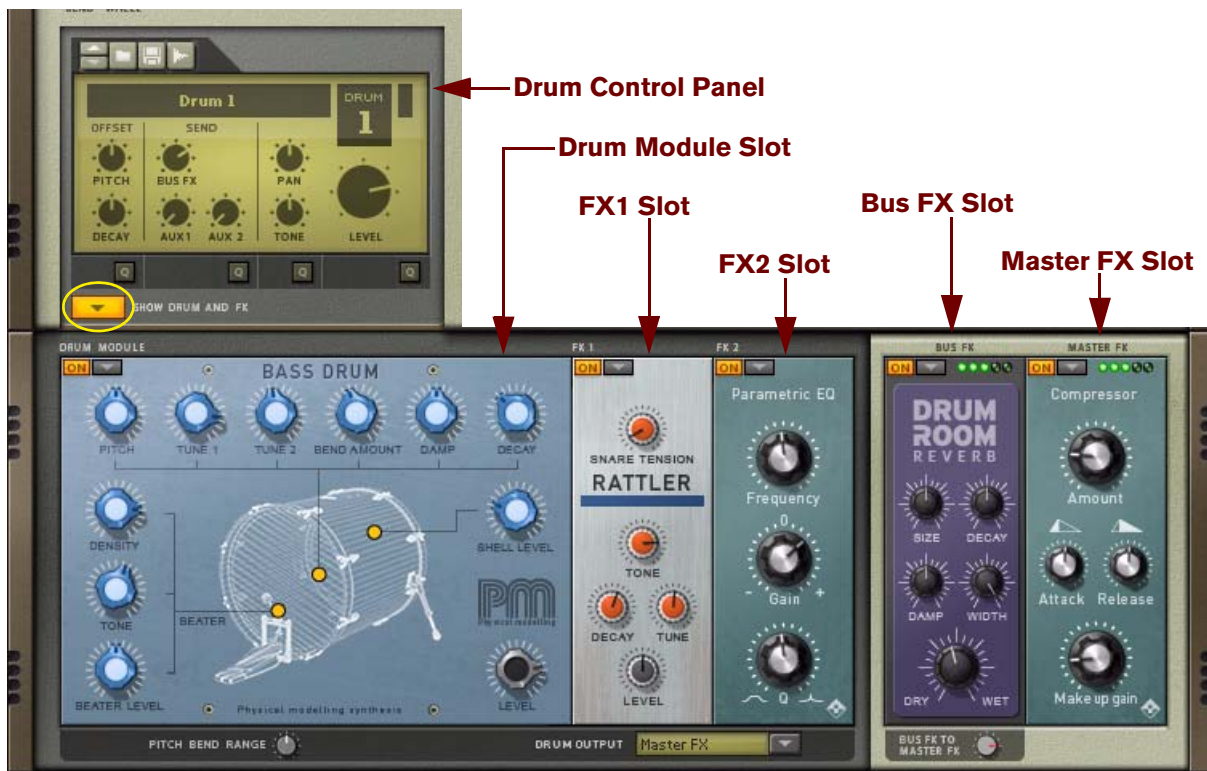 BEND WHEEL
Drum Control Panel
Drum 1
DRUM
1
OFFSET
SEND
PITCH
BUS FX
PAN
DECAY
AUX 1
AUX 2
TONE
LEVEL
Q
Q
Q
Q
SHOW DRUM AND FX
Drum Module Slot
FX1 Slot
Bus FX Slot
FX2 Slot
Master FX Slot
DRUM MODULE
FX 1
FX 2
BUS FX
MASTER FX
ON
BASS DRUM
PITCH
TUNE 1
TUNE 2
BEND AMOUNT
DAMP
DECAY
DENSITY
SHELL LEVEL
TONE
BEATER
PM
Physical modelling
BEATER LEVEL
Physical modelling synthesis
LEVEL
ON
SNARE TENSION
RATTLER
TONE
DECAY
TUNE
LEVEL
ON
Parametric EQ
Frequency
0
- Gain +
Q
ON
DRUM
ROOM
REVERB
SIZE
DECAY
DAMP
WIDTH
DRY
WET
ON
Compressor
Amount
Attack
Release
Make up gain
PITCH BEND RANGE
DRUM OUTPUT
Master FX
BUS FX TO
MASTER FX